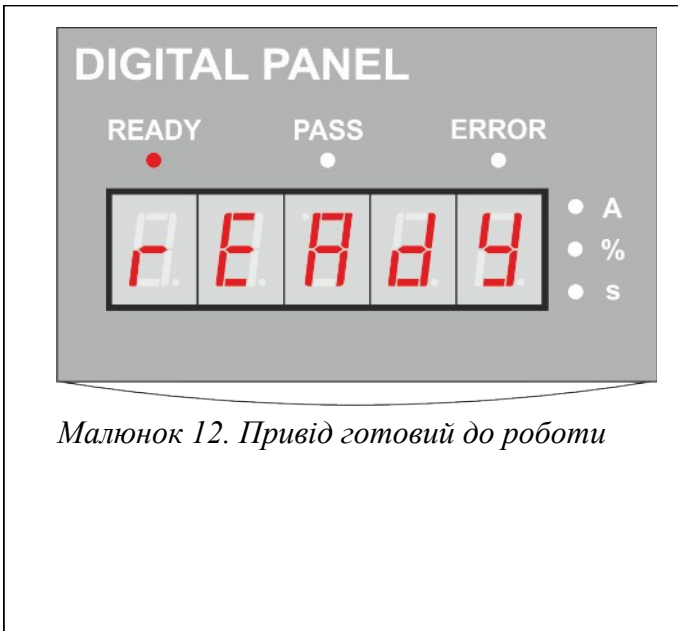 DIGITAL PANEL
READY PASS ERROR
rEAdy
A
%
s
Малюнок 12. Привід готовий до роботи